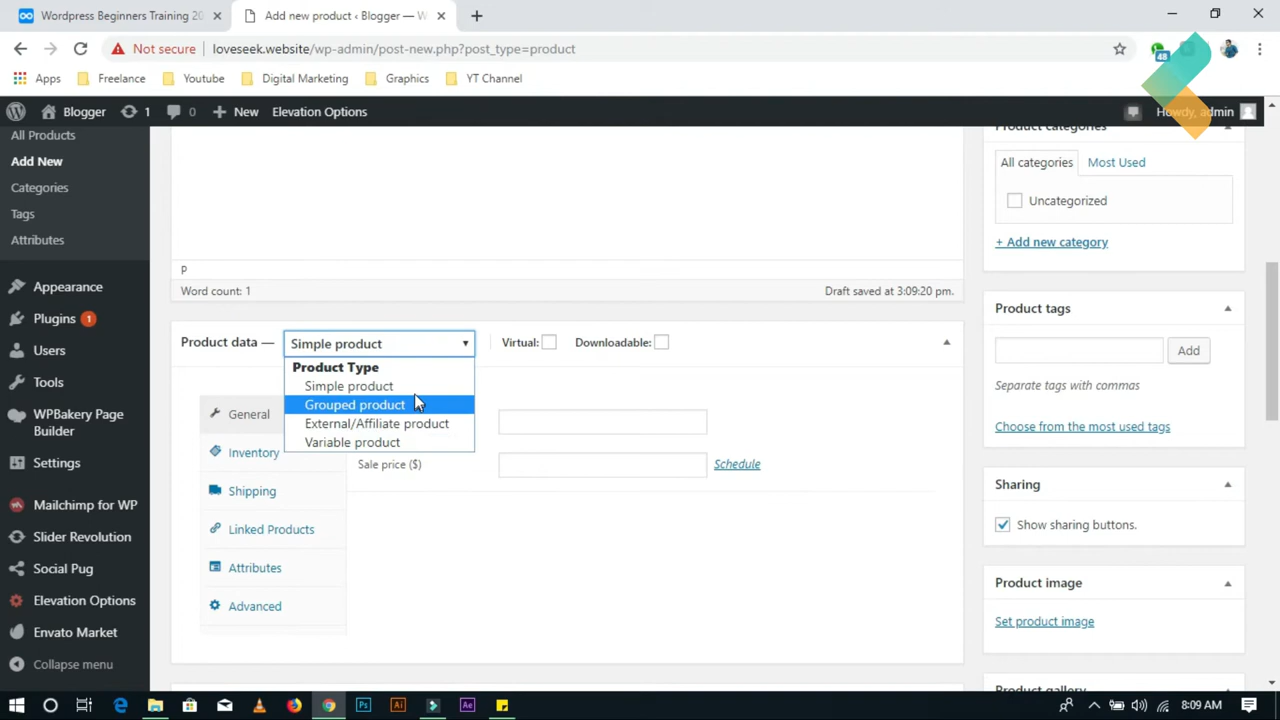 Wordpress Beginners Training 20
Add new product ‹ Blogger — W
Not secure
loveseek.website/wp-admin/post-new.php?post_type=product
48
Apps
Freelance
Youtube
Digital Marketing
Graphics
YT Channel
Blogger
1
0
New
Elevation Options
Howdy, admin
All Products
Add New
Categories
Tags
Attributes
Appearance
Plugins 1
Users
Tools
WPBakery Page
Builder
Settings
Mailchimp for WP
Slider Revolution
Social Pug
Elevation Options
Envato Market
Collapse menu
P
Word count: 1
Draft saved at 3:09:20 pm.
Product data —
Simple product
Virtual:
Downloadable:
Product Type
Simple product
Grouped product
External/Affiliate product
Variable product
General
Inventory
Shipping
Linked Products
Attributes
Advanced
Sale price ($)
Schedule
Product categories
All categories
Most Used
Uncategorized
+ Add new category
Product tags
Add
Separate tags with commas
Choose from the most used tags
Sharing
Show sharing buttons.
Product image
Set product image
Product gallery
Ps
Ai
Ae
8:09 AM